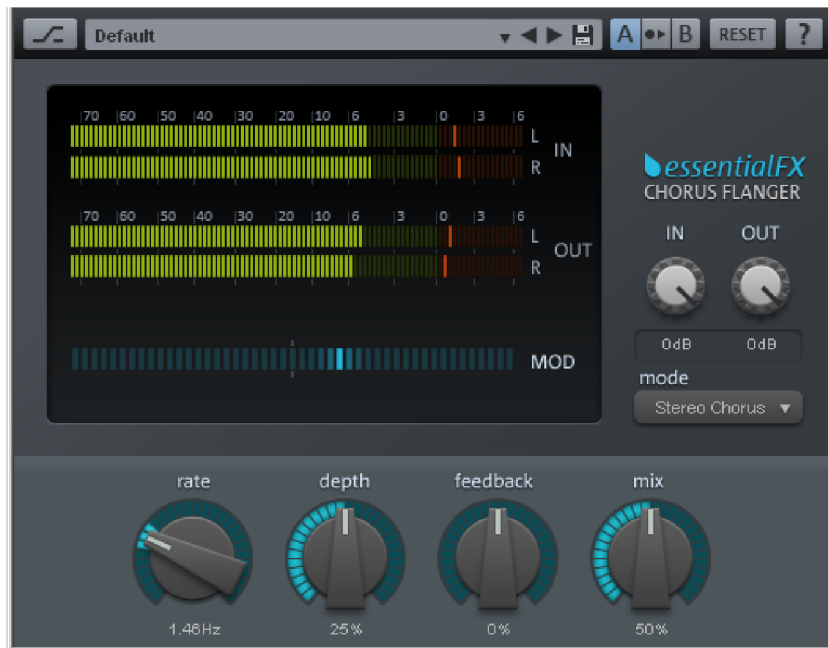 Default A B RESET ?
70 60 50 40 30 20 10 6 3 0 3 6
L
IN
R
70 60 50 40 30 20 10 6 3 0 3 6
L
OUT
R
MOD
essentialFX
CHORUS FLANGER
IN OUT
0dB 0dB
mode
Stereo Chorus
rate depth feedback mix
1.46Hz 25% 0% 50%